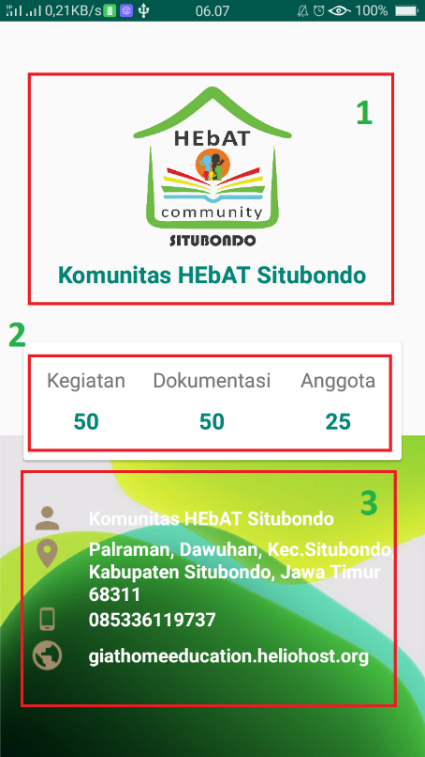 0,21KB/s 06.07 100%
1
HEbAT
community
SITUBONDO
Komunitas HEbAT Situbondo
2
Kegiatan Dokumentasi Anggota
50 50 25
3
Komunitas HEbAT Situbondo
Palraman, Dawuhan, Kec.Situbondo,
Kabupaten Situbondo, Jawa Timur
68311
085336119737
giathomeeducation.heliohost.org